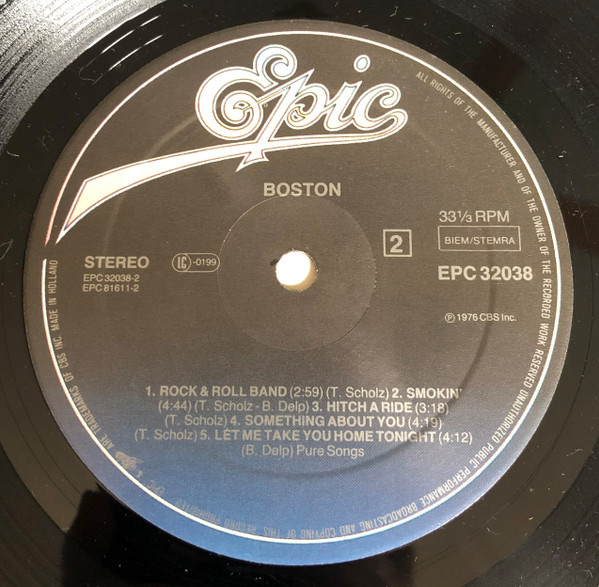 Epic
BOSTON
STEREO
LC -0199
EPC 32038-2
EPC 81611-2
2
33⅓ RPM
BIEM/STEMRA
EPC 32038
Ⓟ 1976 CBS Inc.
1. ROCK & ROLL BAND (2:59) (T. Scholz) 2. SMOKIN'
(4:44) (T. Scholz - B. Delp) 3. HITCH A RIDE (3:18)
(T. Scholz) 4. SOMETHING ABOUT YOU (4:19)
(T. Scholz) 5. LET ME TAKE YOU HOME TONIGHT (4:12)
(B. Delp) Pure Songs
ALL RIGHTS OF THE MANUFACTURER AND OF THE OWNER OF THE RECORDED WORK RESERVED UNAUTHORIZED PUBLIC PERFORMANCE BROADCASTING AND COPYING OF THIS RECORD PROHIBITED
EPIC & ARE TRADEMARKS OF CBS INC. MADE IN HOLLAND